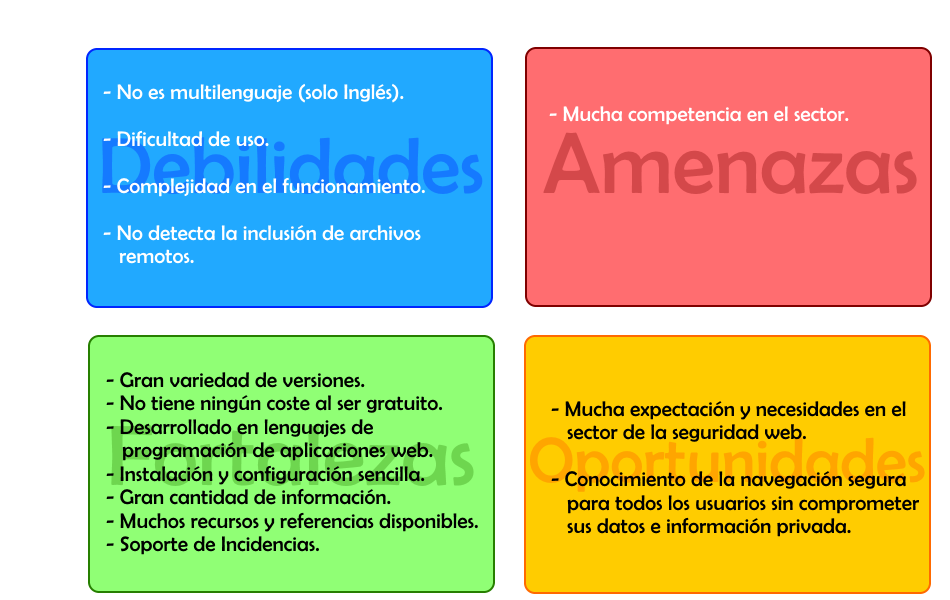 Debilidades
- No es multilenguaje (solo Inglés).
- Dificultad de uso.
- Complejidad en el funcionamiento.
- No detecta la inclusión de archivos
remotos.
Amenazas
- Mucha competencia en el sector.
Fortalezas
- Gran variedad de versiones.
- No tiene ningún coste al ser gratuito.
- Desarrollado en lenguajes de
programación de aplicaciones web.
- Instalación y configuración sencilla.
- Gran cantidad de información.
- Muchos recursos y referencias disponibles.
- Soporte de Incidencias.
Oportunidades
- Mucha expectación y necesidades en el
sector de la seguridad web.
- Conocimiento de la navegación segura
para todos los usuarios sin comprometer
sus datos e información privada.